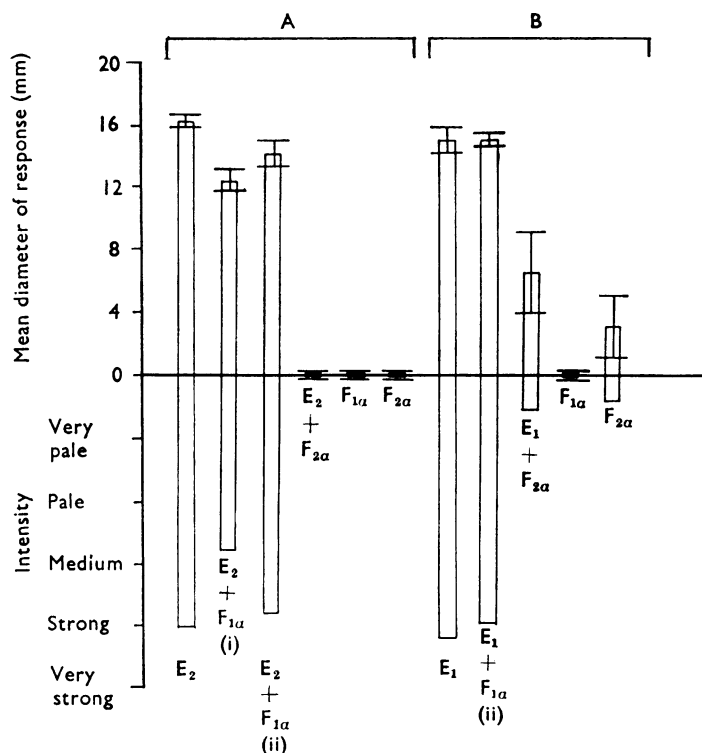 A B
Mean diameter of response (mm)
20
16
12
8
4
0
Intensity
Very
pale
Pale
Medium
Strong
Very
strong
E₂
E₂
+
F₁α
(i)
E₂
+
F₁α
(ii)
E₂
+
F₂α
F₁α
F₂α
E₁
E₁
+
F₁α
(ii)
E₁
+
F₂α
F₁α
F₂α